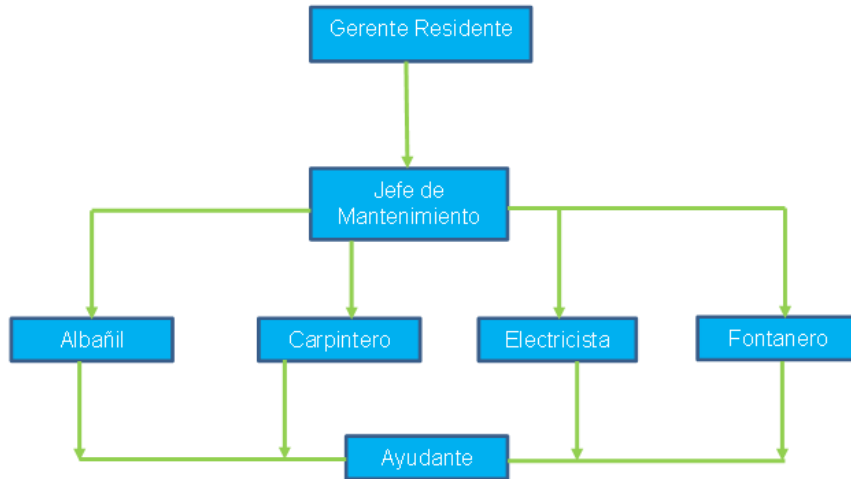 Gerente Residente
Jefe de
Mantenimiento
Albañil
Carpintero
Electricista
Fontanero
Ayudante